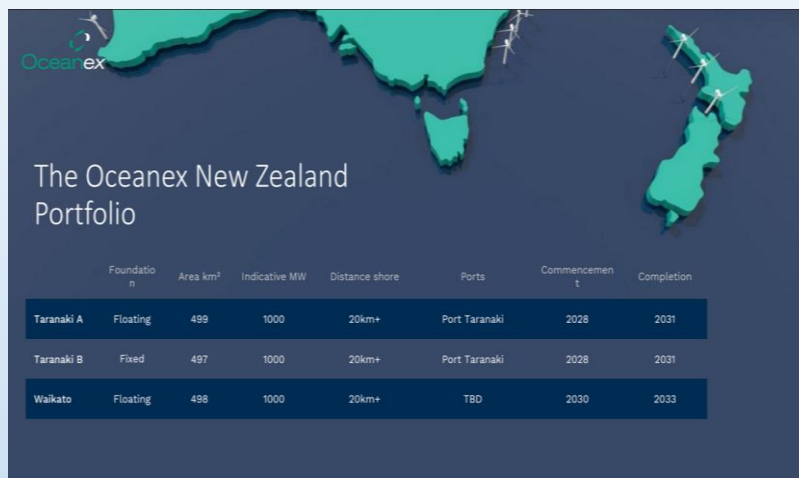 Oceanex
The Oceanex New Zealand
Portfolio
Foundatio
n
Area km² Indicative MW Distance shore Ports
Commencemen
t
Completion
Taranaki A Floating 499 1000 20km+ Port Taranaki 2028 2031
Taranaki B Fixed 497 1000 20km+ Port Taranaki 2028 2031
Waikato Floating 498 1000 20km+ TBD 2030 2033